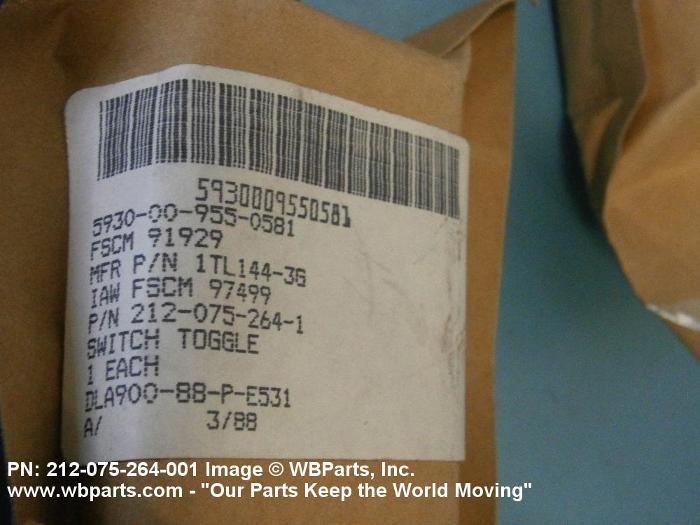 5930009550581
5930-00-955-0581
FSCM 91929
MFR P/N 1TL144-3G
IAW FSCM 97499
P/N 212-075-264-1
SWITCH TOGGLE
1 EACH
DLA900-88-P-E531
A/ 3/88
PN: 212-075-264-001 Image © WBParts, Inc.
www.wbparts.com - "Our Parts Keep the World Moving"